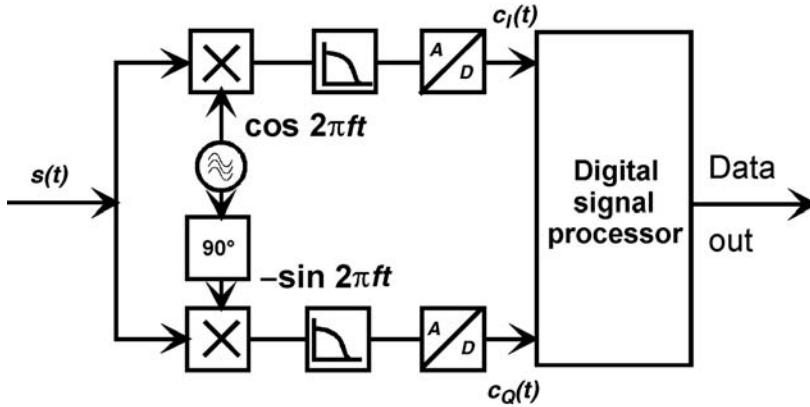 c_I(t)
A
D
cos 2πft
s(t)
Data
Digital
signal
processor
out
90°
–sin 2πft
A
D
c_Q(t)